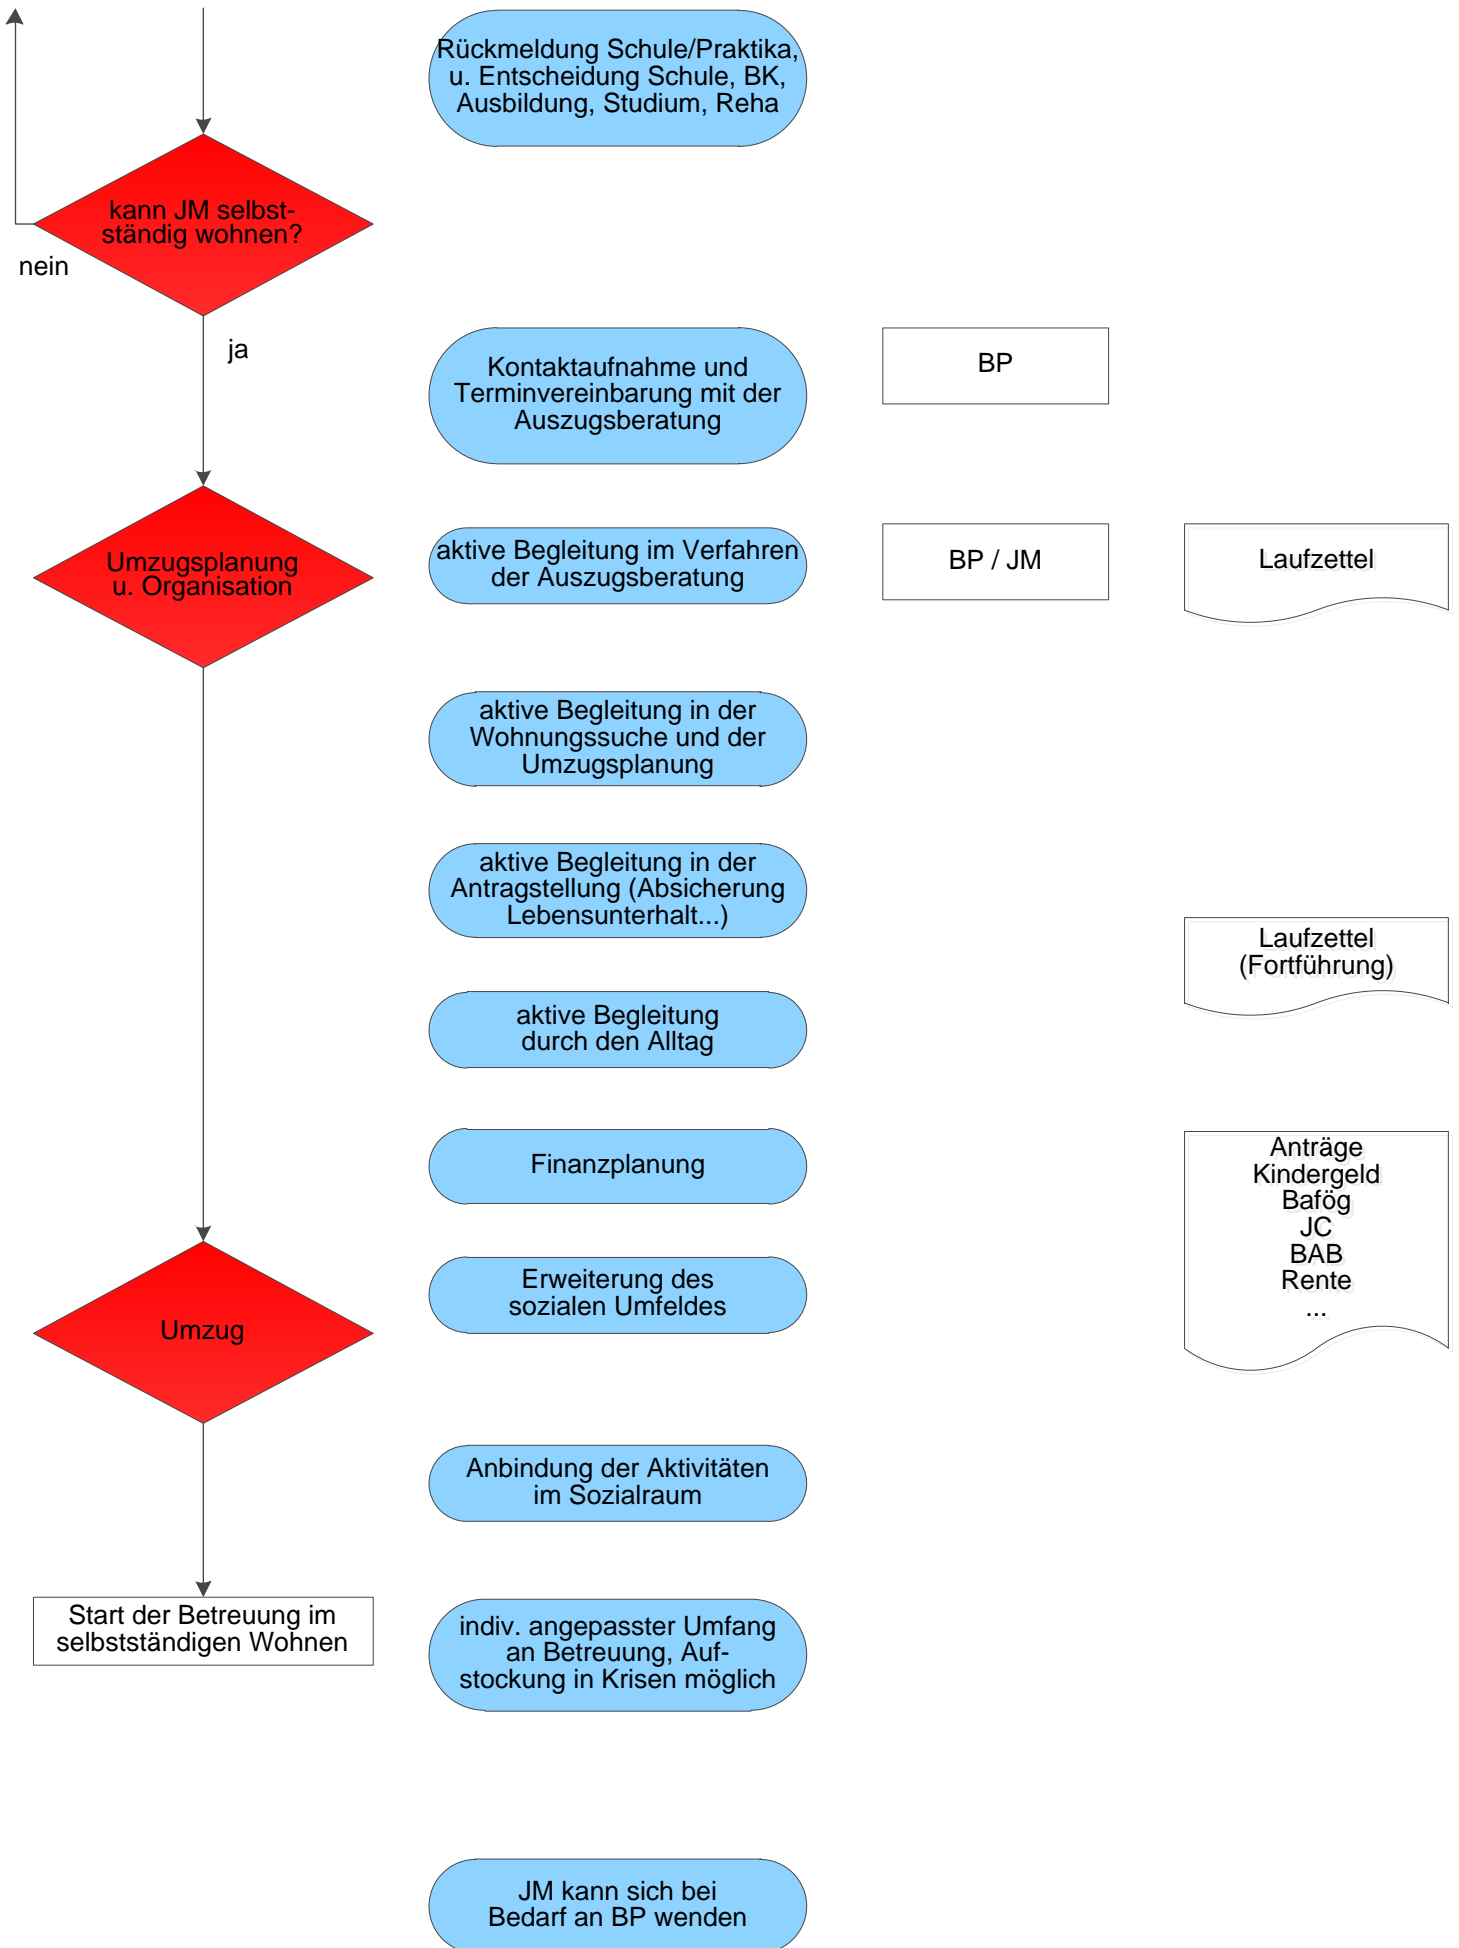 Rückmeldung Schule/Praktika,
u. Entscheidung Schule, BK,
Ausbildung, Studium, Reha
kann JM selbst-
ständig wohnen?
nein
ja
Kontaktaufnahme und
Terminvereinbarung mit der
Auszugsberatung
BP
Umzugsplanung
u. Organisation
aktive Begleitung im Verfahren
der Auszugsberatung
BP / JM
Laufzettel
aktive Begleitung in der
Wohnungssuche und der
Umzugsplanung
aktive Begleitung in der
Antragstellung (Absicherung
Lebensunterhalt...)
Laufzettel
(Fortführung)
aktive Begleitung
durch den Alltag
Finanzplanung
Anträge
Kindergeld
Bafög
JC
BAB
Rente
...
Erweiterung des
sozialen Umfeldes
Umzug
Anbindung der Aktivitäten
im Sozialraum
Start der Betreuung im
selbstständigen Wohnen
indiv. angepasster Umfang
an Betreuung, Auf-
stockung in Krisen möglich
JM kann sich bei
Bedarf an BP wenden